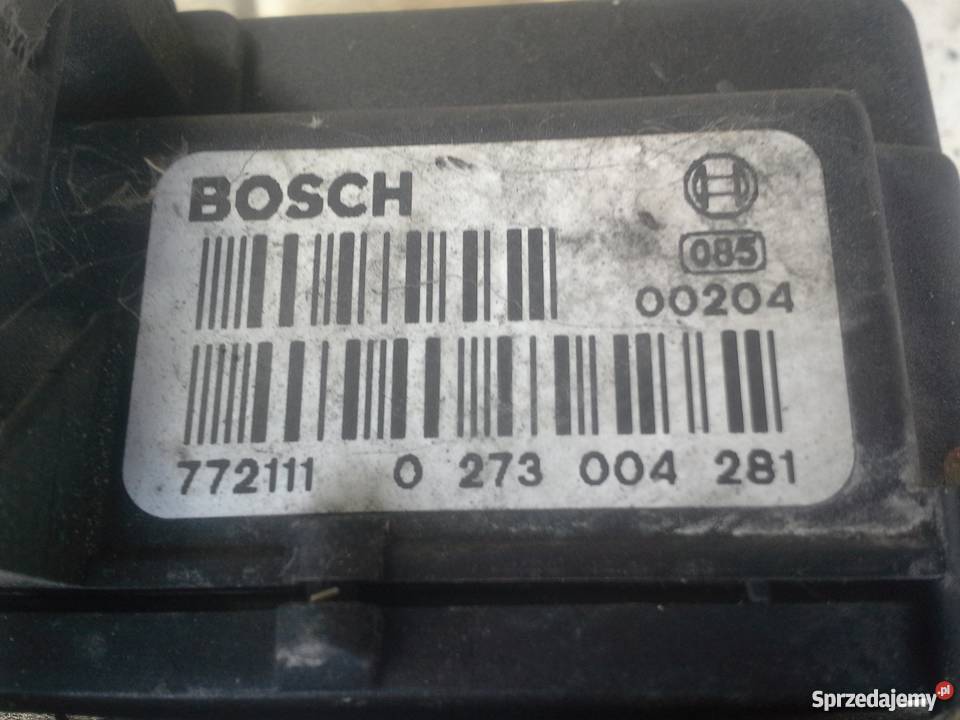 BOSCH
085
00204
772111 0 273 004 281
Sprzedajemy.pl